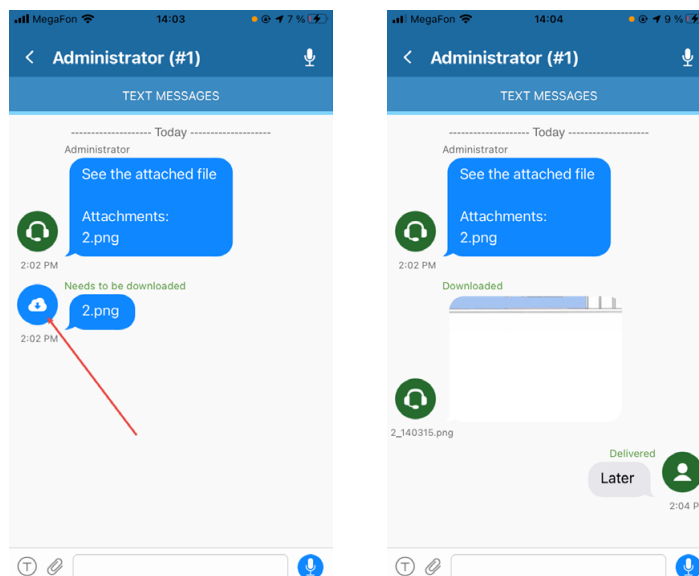 MegaFon 14:03 7 %
Administrator (#1)
TEXT MESSAGES
-------------------- Today --------------------
Administrator
See the attached file
Attachments:
2.png
2:02 PM
Needs to be downloaded
2.png
2:02 PM
T
MegaFon 14:04 9 %
Administrator (#1)
TEXT MESSAGES
-------------------- Today --------------------
Administrator
See the attached file
Attachments:
2.png
2:02 PM
Downloaded
2_140315.png
Delivered
Later
2:04 P
T